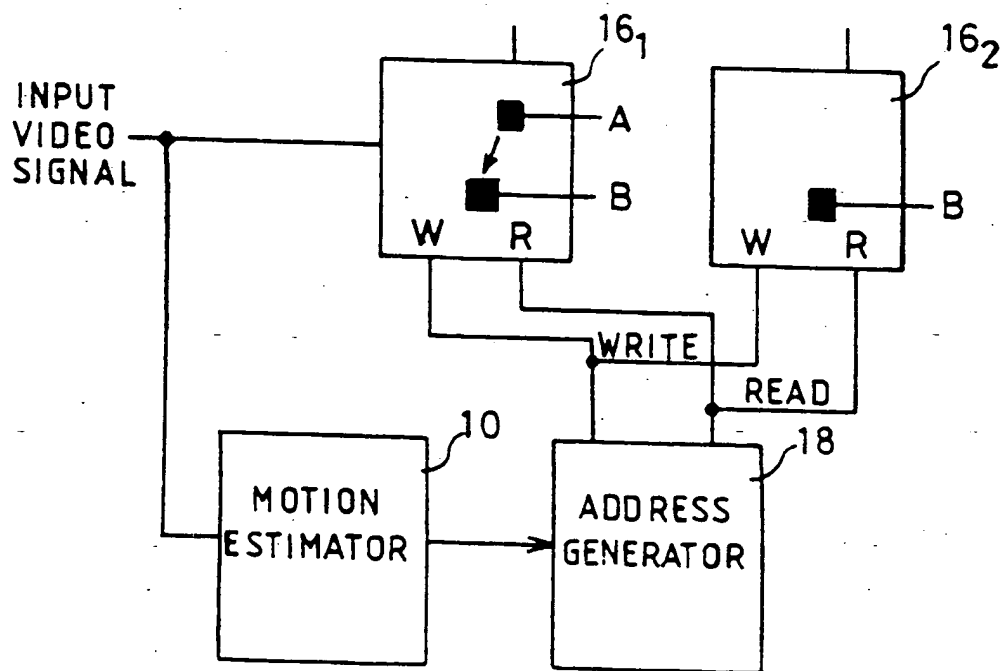 16₁
16₂
INPUT
VIDEO
SIGNAL
A
B
B
W R
W R
WRITE
READ
10
18
MOTION
ESTIMATOR
ADDRESS
GENERATOR